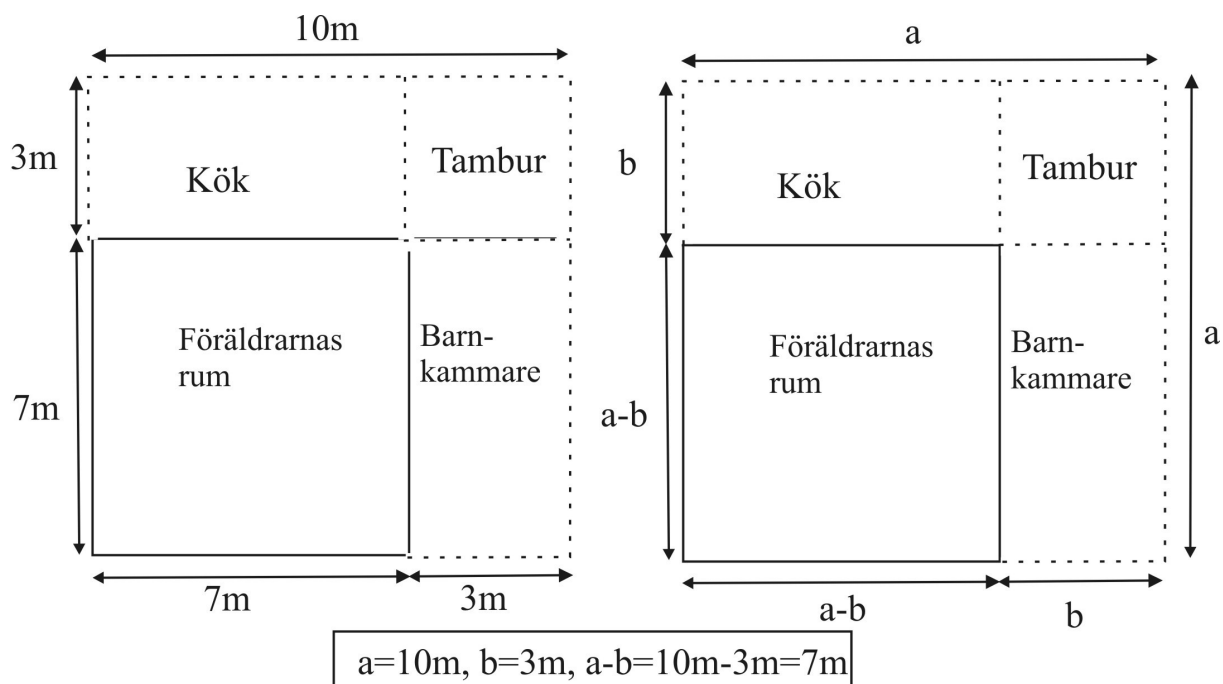 10m
3m
Kök
Tambur
7m
Föräldrarnas
rum
Barn-
kammare
7m
3m
a
b
Kök
Tambur
a
a-b
Föräldrarnas
rum
Barn-
kammare
a-b
b
a=10m, b=3m, a-b=10m-3m=7m